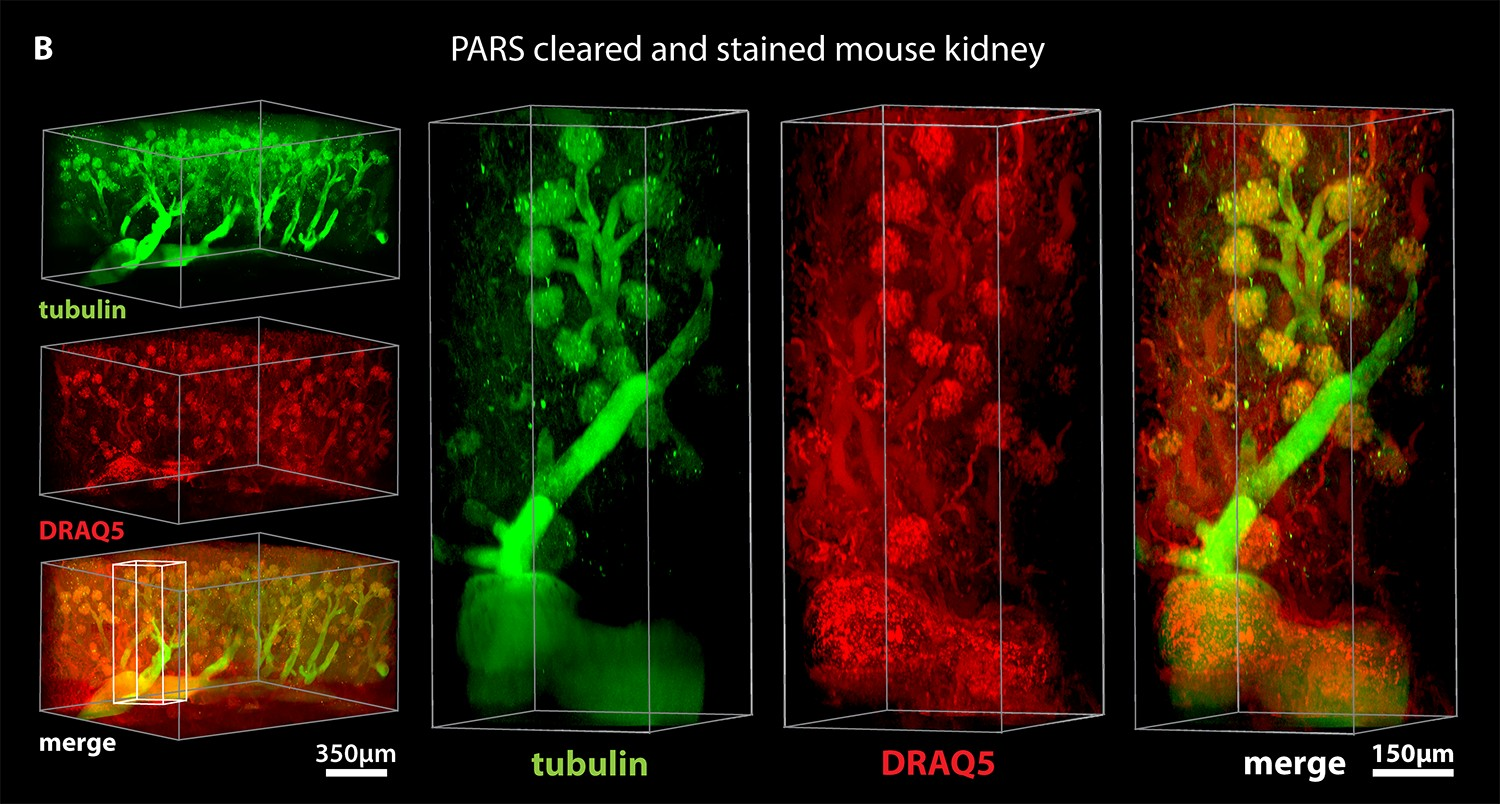 B
PARS cleared and stained mouse kidney
tubulin
DRAQ5
merge
350µm
tubulin
DRAQ5
merge
150µm